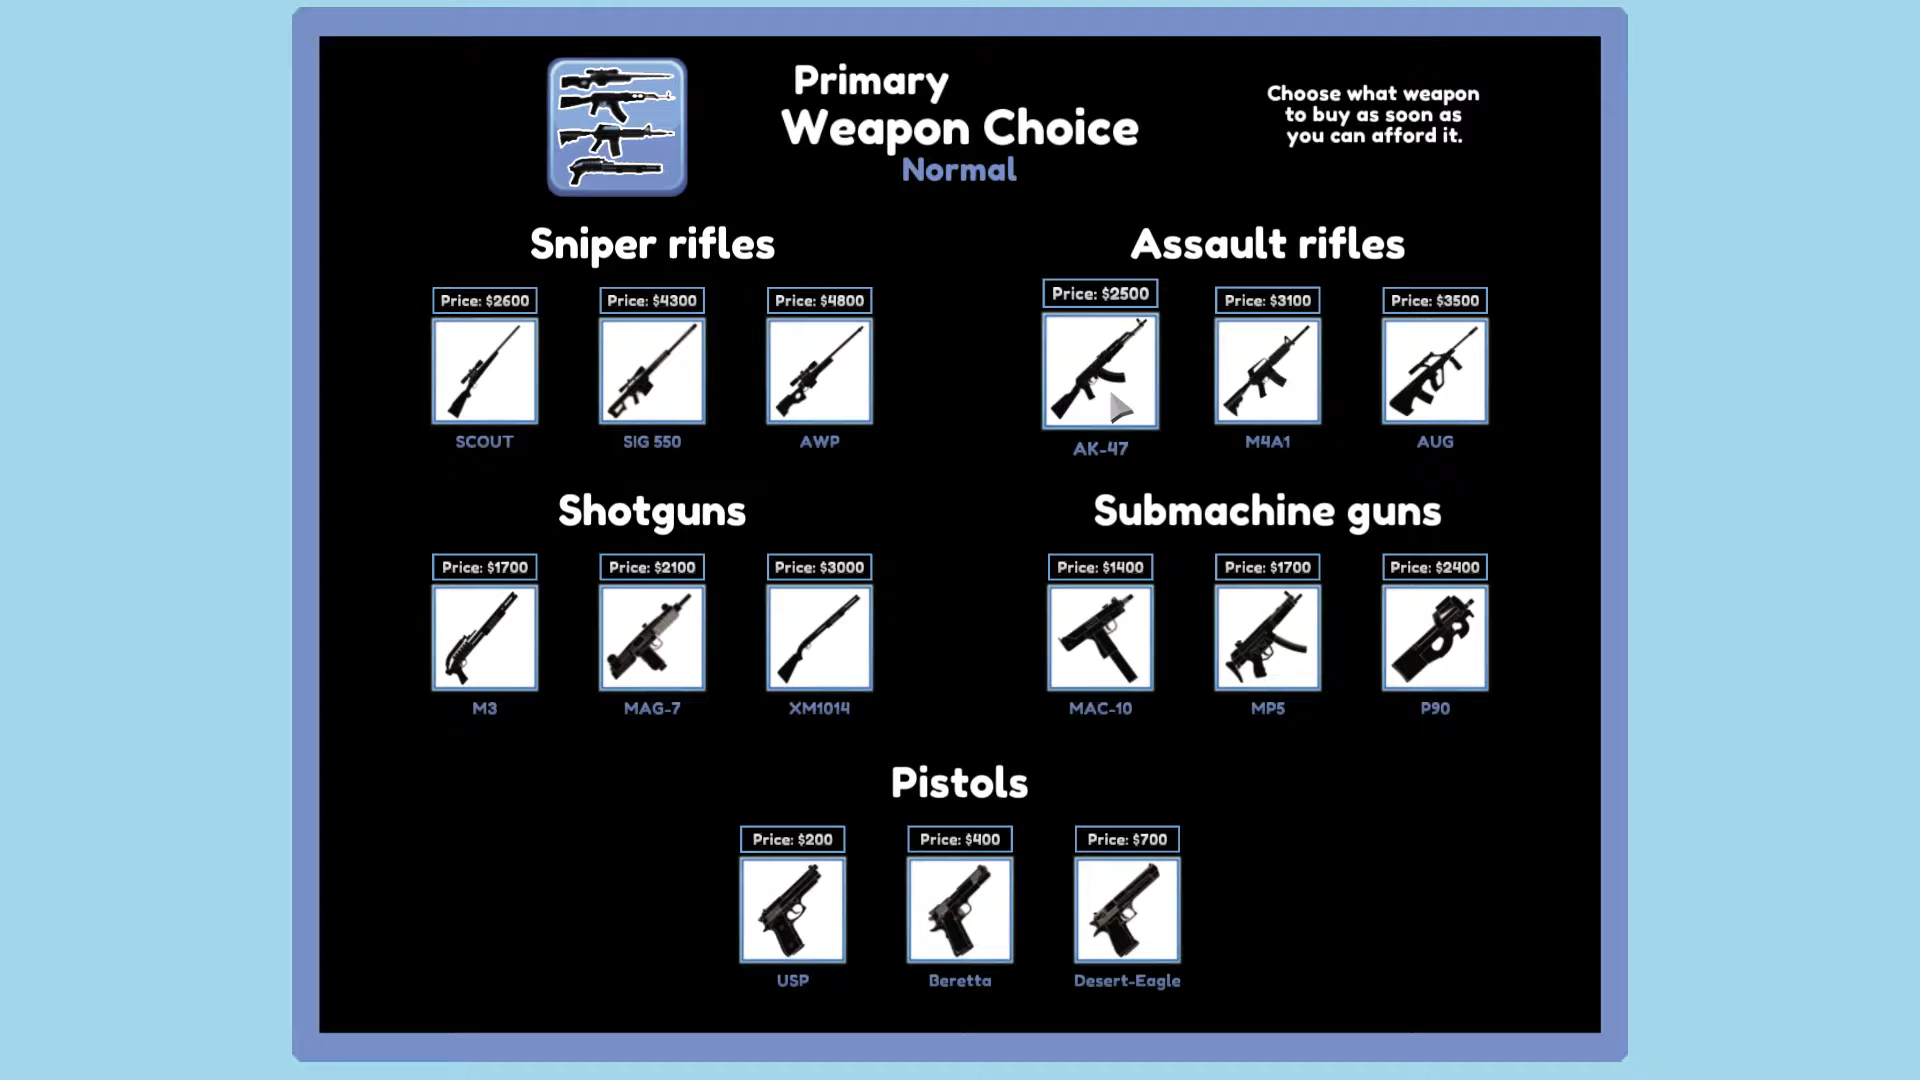 Primary
Weapon Choice
Normal
Choose what weapon
to buy as soon as
you can afford it.
Sniper rifles
Price: $2600
Price: $4300
Price: $4800
SCOUT
SIG 550
AWP
Assault rifles
Price: $2500
Price: $3100
Price: $3500
AK-47
M4A1
AUG
Shotguns
Price: $1700
Price: $2100
Price: $3000
M3
MAG-7
XM1014
Submachine guns
Price: $1400
Price: $1700
Price: $2400
MAC-10
MP5
P90
Pistols
Price: $200
Price: $400
Price: $700
USP
Beretta
Desert-Eagle